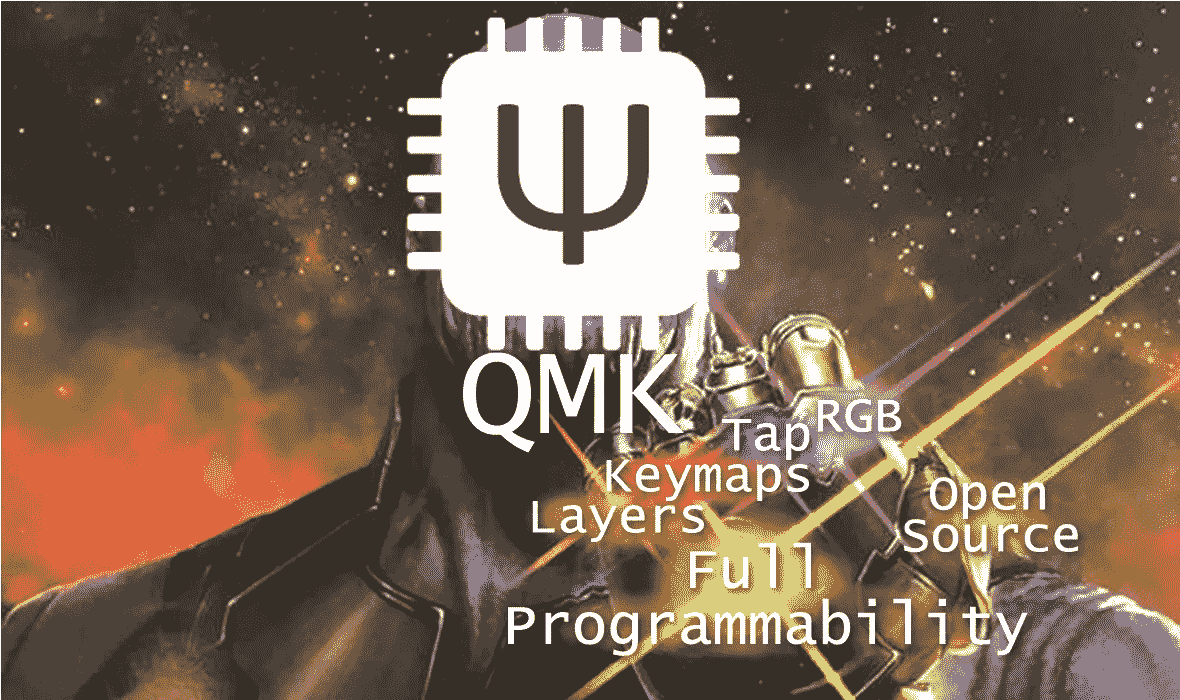 Ψ
QMK
RGB
Tap
Keymaps
Layers
Open
Source
Full
Programmability